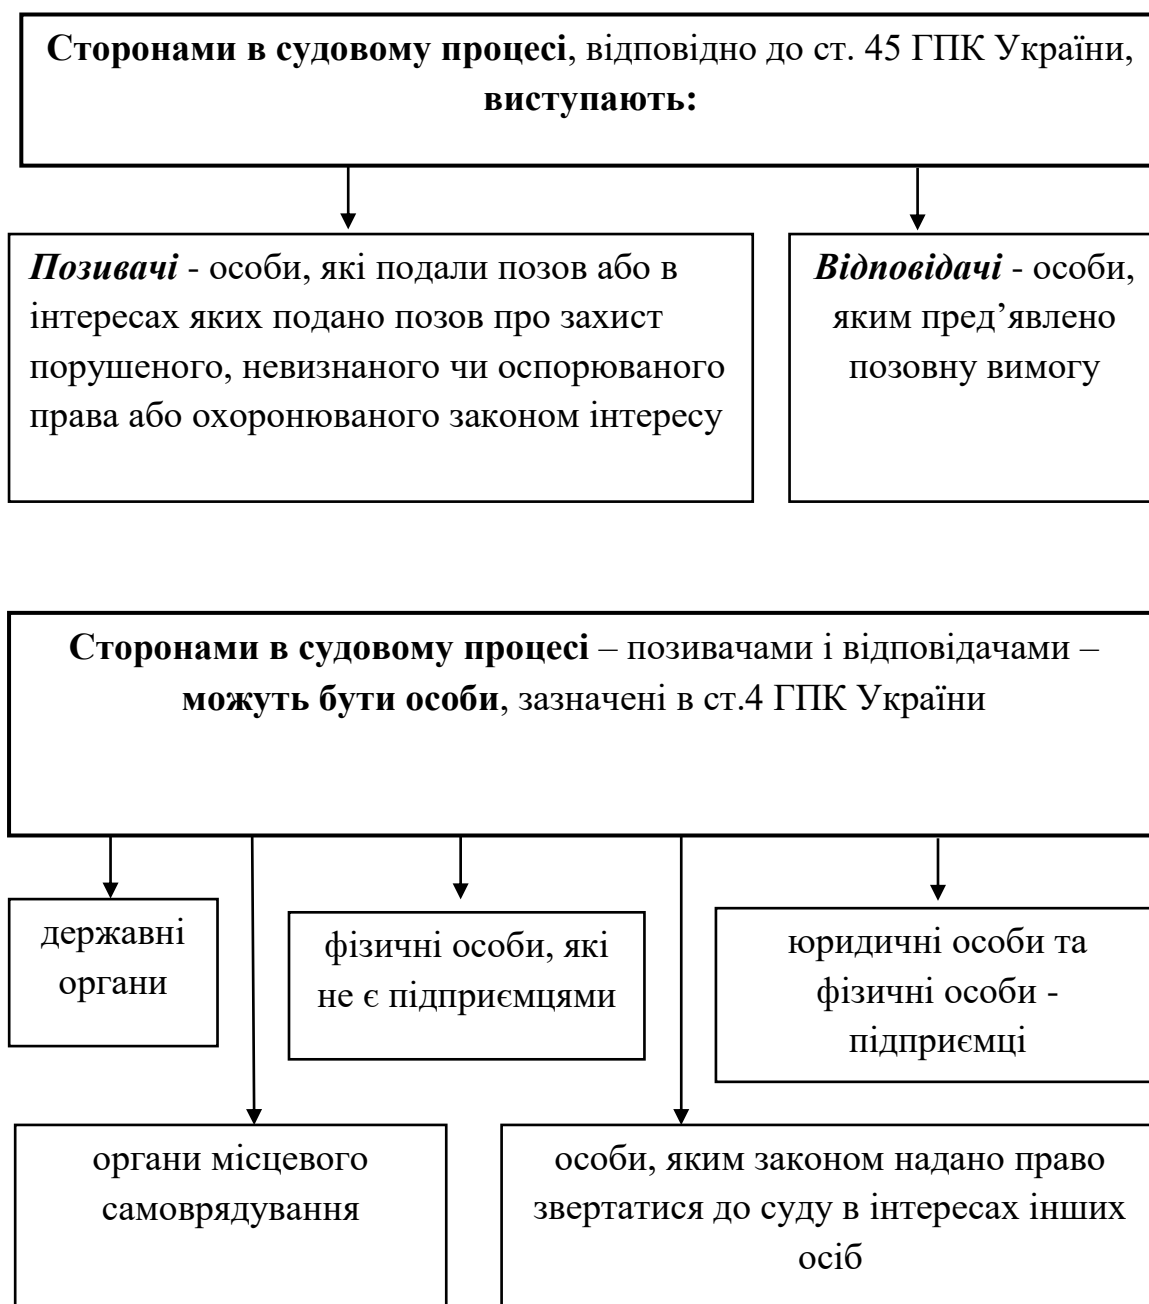 Сторонами в судовому процесі, відповідно до ст. 45 ГПК України,
виступають:
Позивачі - особи, які подали позов або в
інтересах яких подано позов про захист
порушеного, невизнаного чи оспорюваного
права або охоронюваного законом інтересу
Відповідачі - особи,
яким пред’явлено
позовну вимогу
Сторонами в судовому процесі – позивачами і відповідачами –
можуть бути особи, зазначені в ст.4 ГПК України
державні
органи
фізичні особи, які
не є підприємцями
юридичні особи та
фізичні особи -
підприємці
органи місцевого
самоврядування
особи, яким законом надано право
звертатися до суду в інтересах інших
осіб